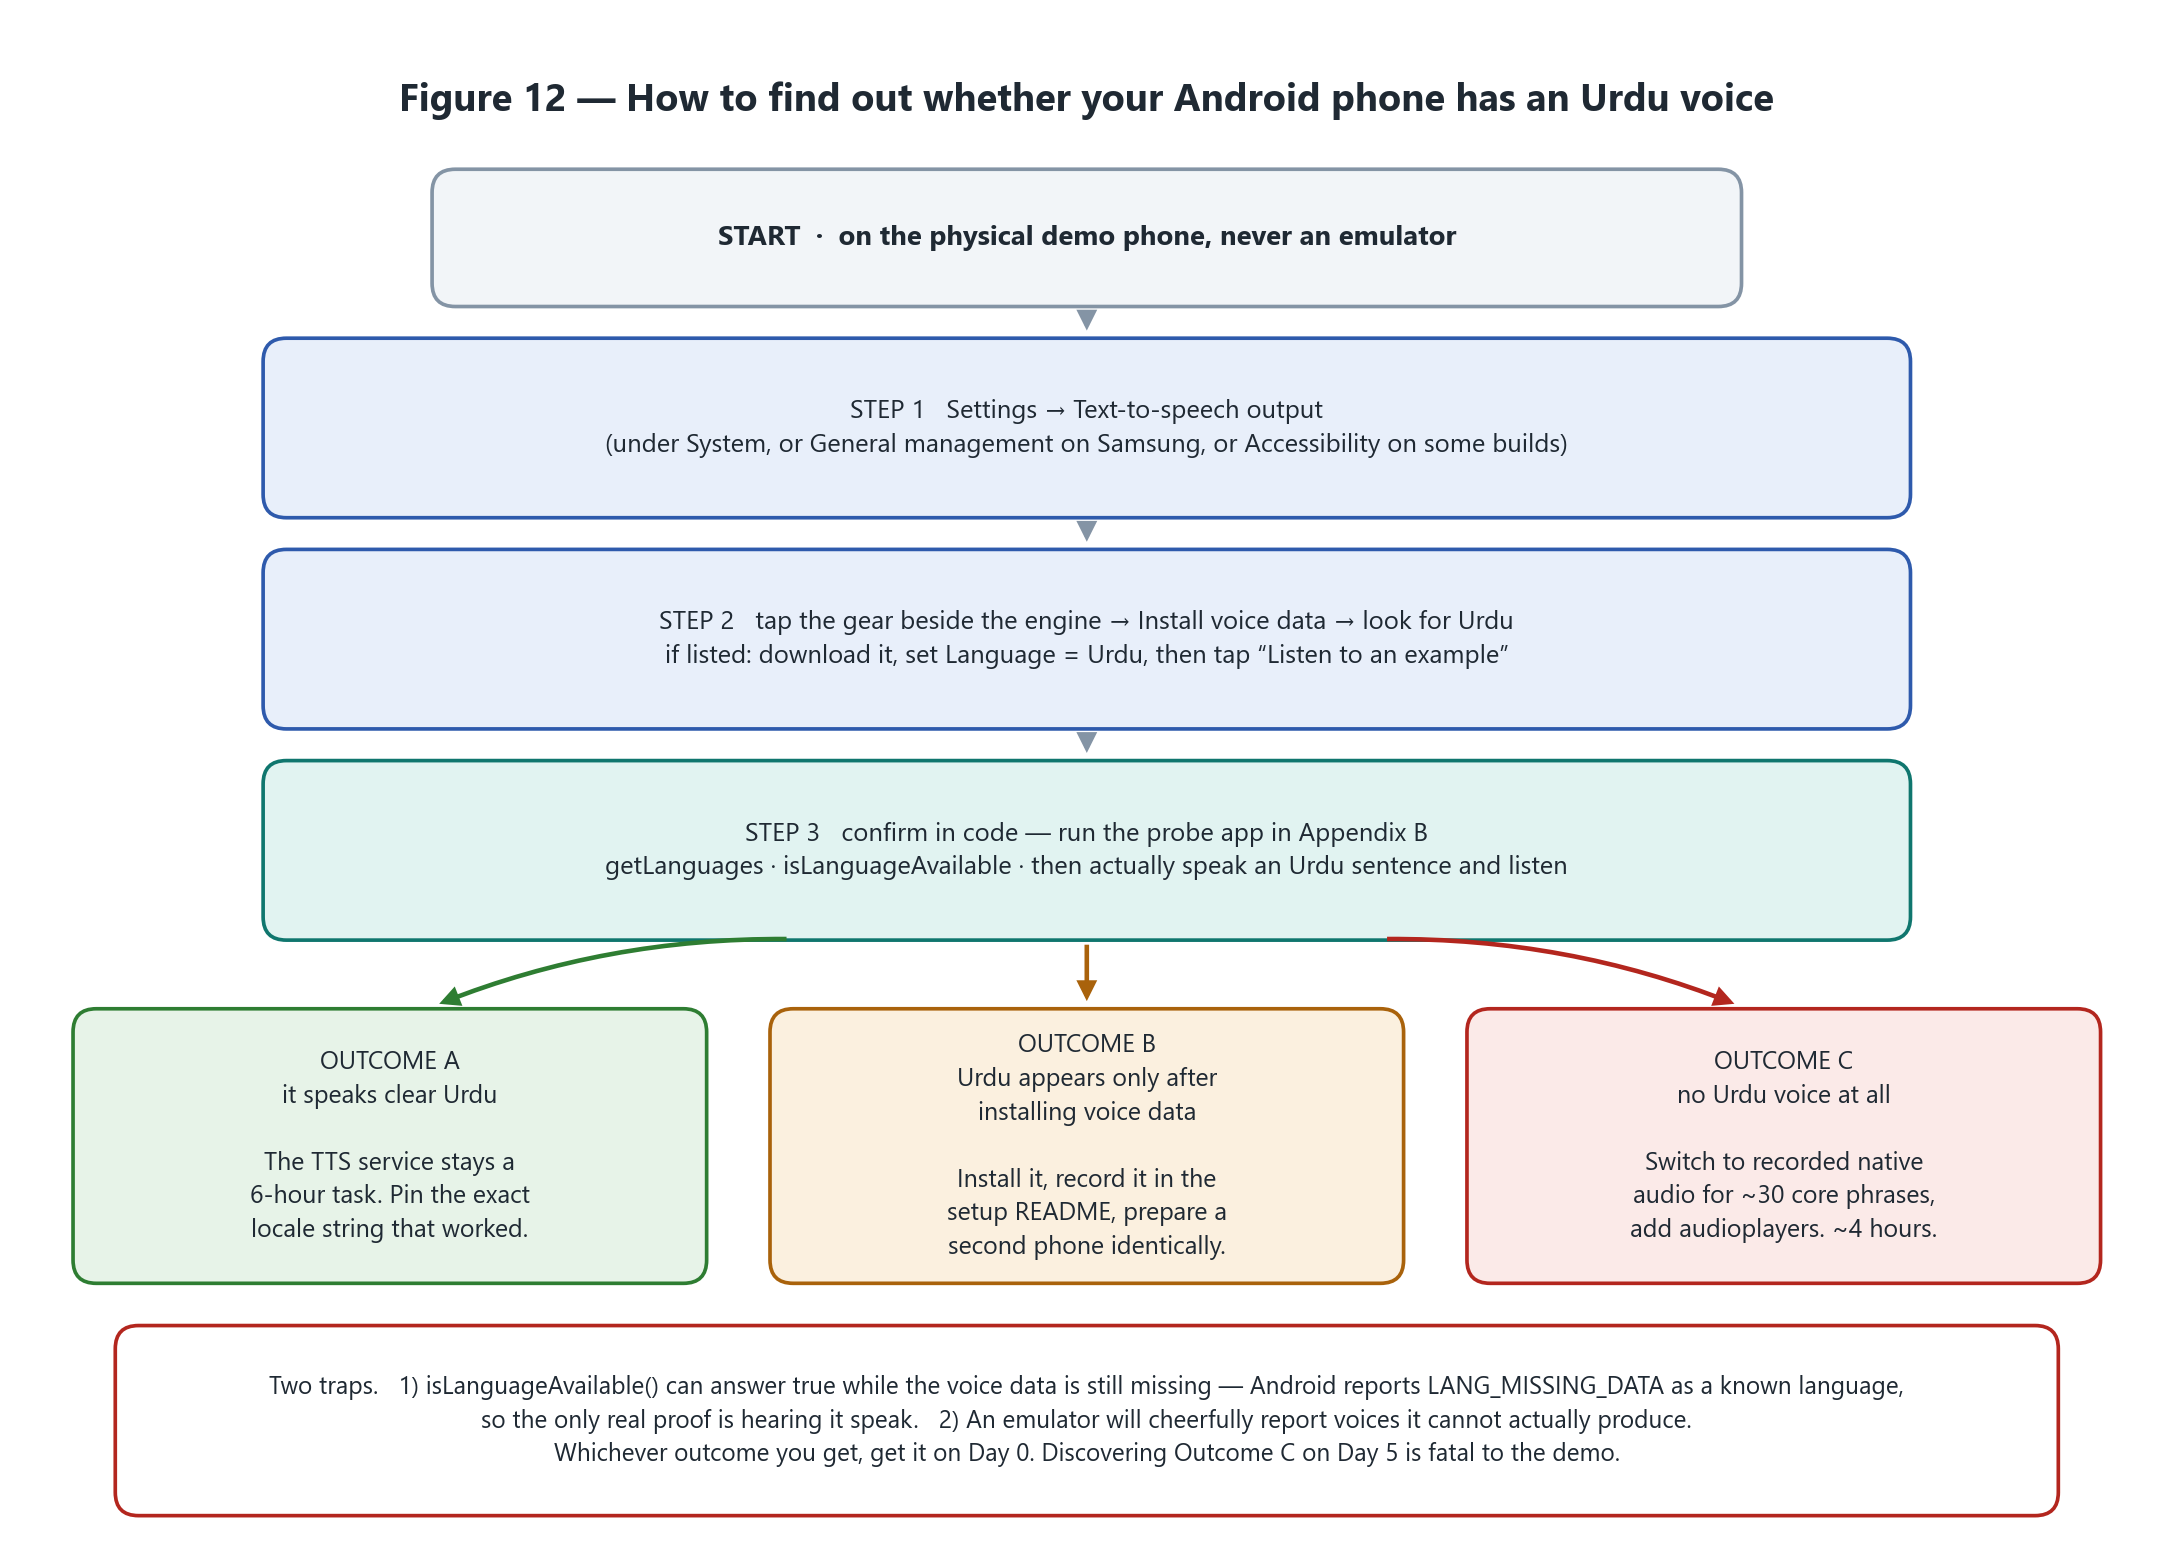 Figure 12 — How to find out whether your Android phone has an Urdu voice
START · on the physical demo phone, never an emulator
STEP 1 Settings → Text-to-speech output
(under System, or General management on Samsung, or Accessibility on some builds)
STEP 2 tap the gear beside the engine → Install voice data → look for Urdu
if listed: download it, set Language = Urdu, then tap “Listen to an example”
STEP 3 confirm in code — run the probe app in Appendix B
getLanguages · isLanguageAvailable · then actually speak an Urdu sentence and listen
OUTCOME A
it speaks clear Urdu
The TTS service stays a
6-hour task. Pin the exact
locale string that worked.
OUTCOME B
Urdu appears only after
installing voice data
Install it, record it in the
setup README, prepare a
second phone identically.
OUTCOME C
no Urdu voice at all
Switch to recorded native
audio for ~30 core phrases,
add audioplayers. ~4 hours.
Two traps. 1) isLanguageAvailable() can answer true while the voice data is still missing — Android reports LANG_MISSING_DATA as a known language,
so the only real proof is hearing it speak. 2) An emulator will cheerfully report voices it cannot actually produce.
Whichever outcome you get, get it on Day 0. Discovering Outcome C on Day 5 is fatal to the demo.